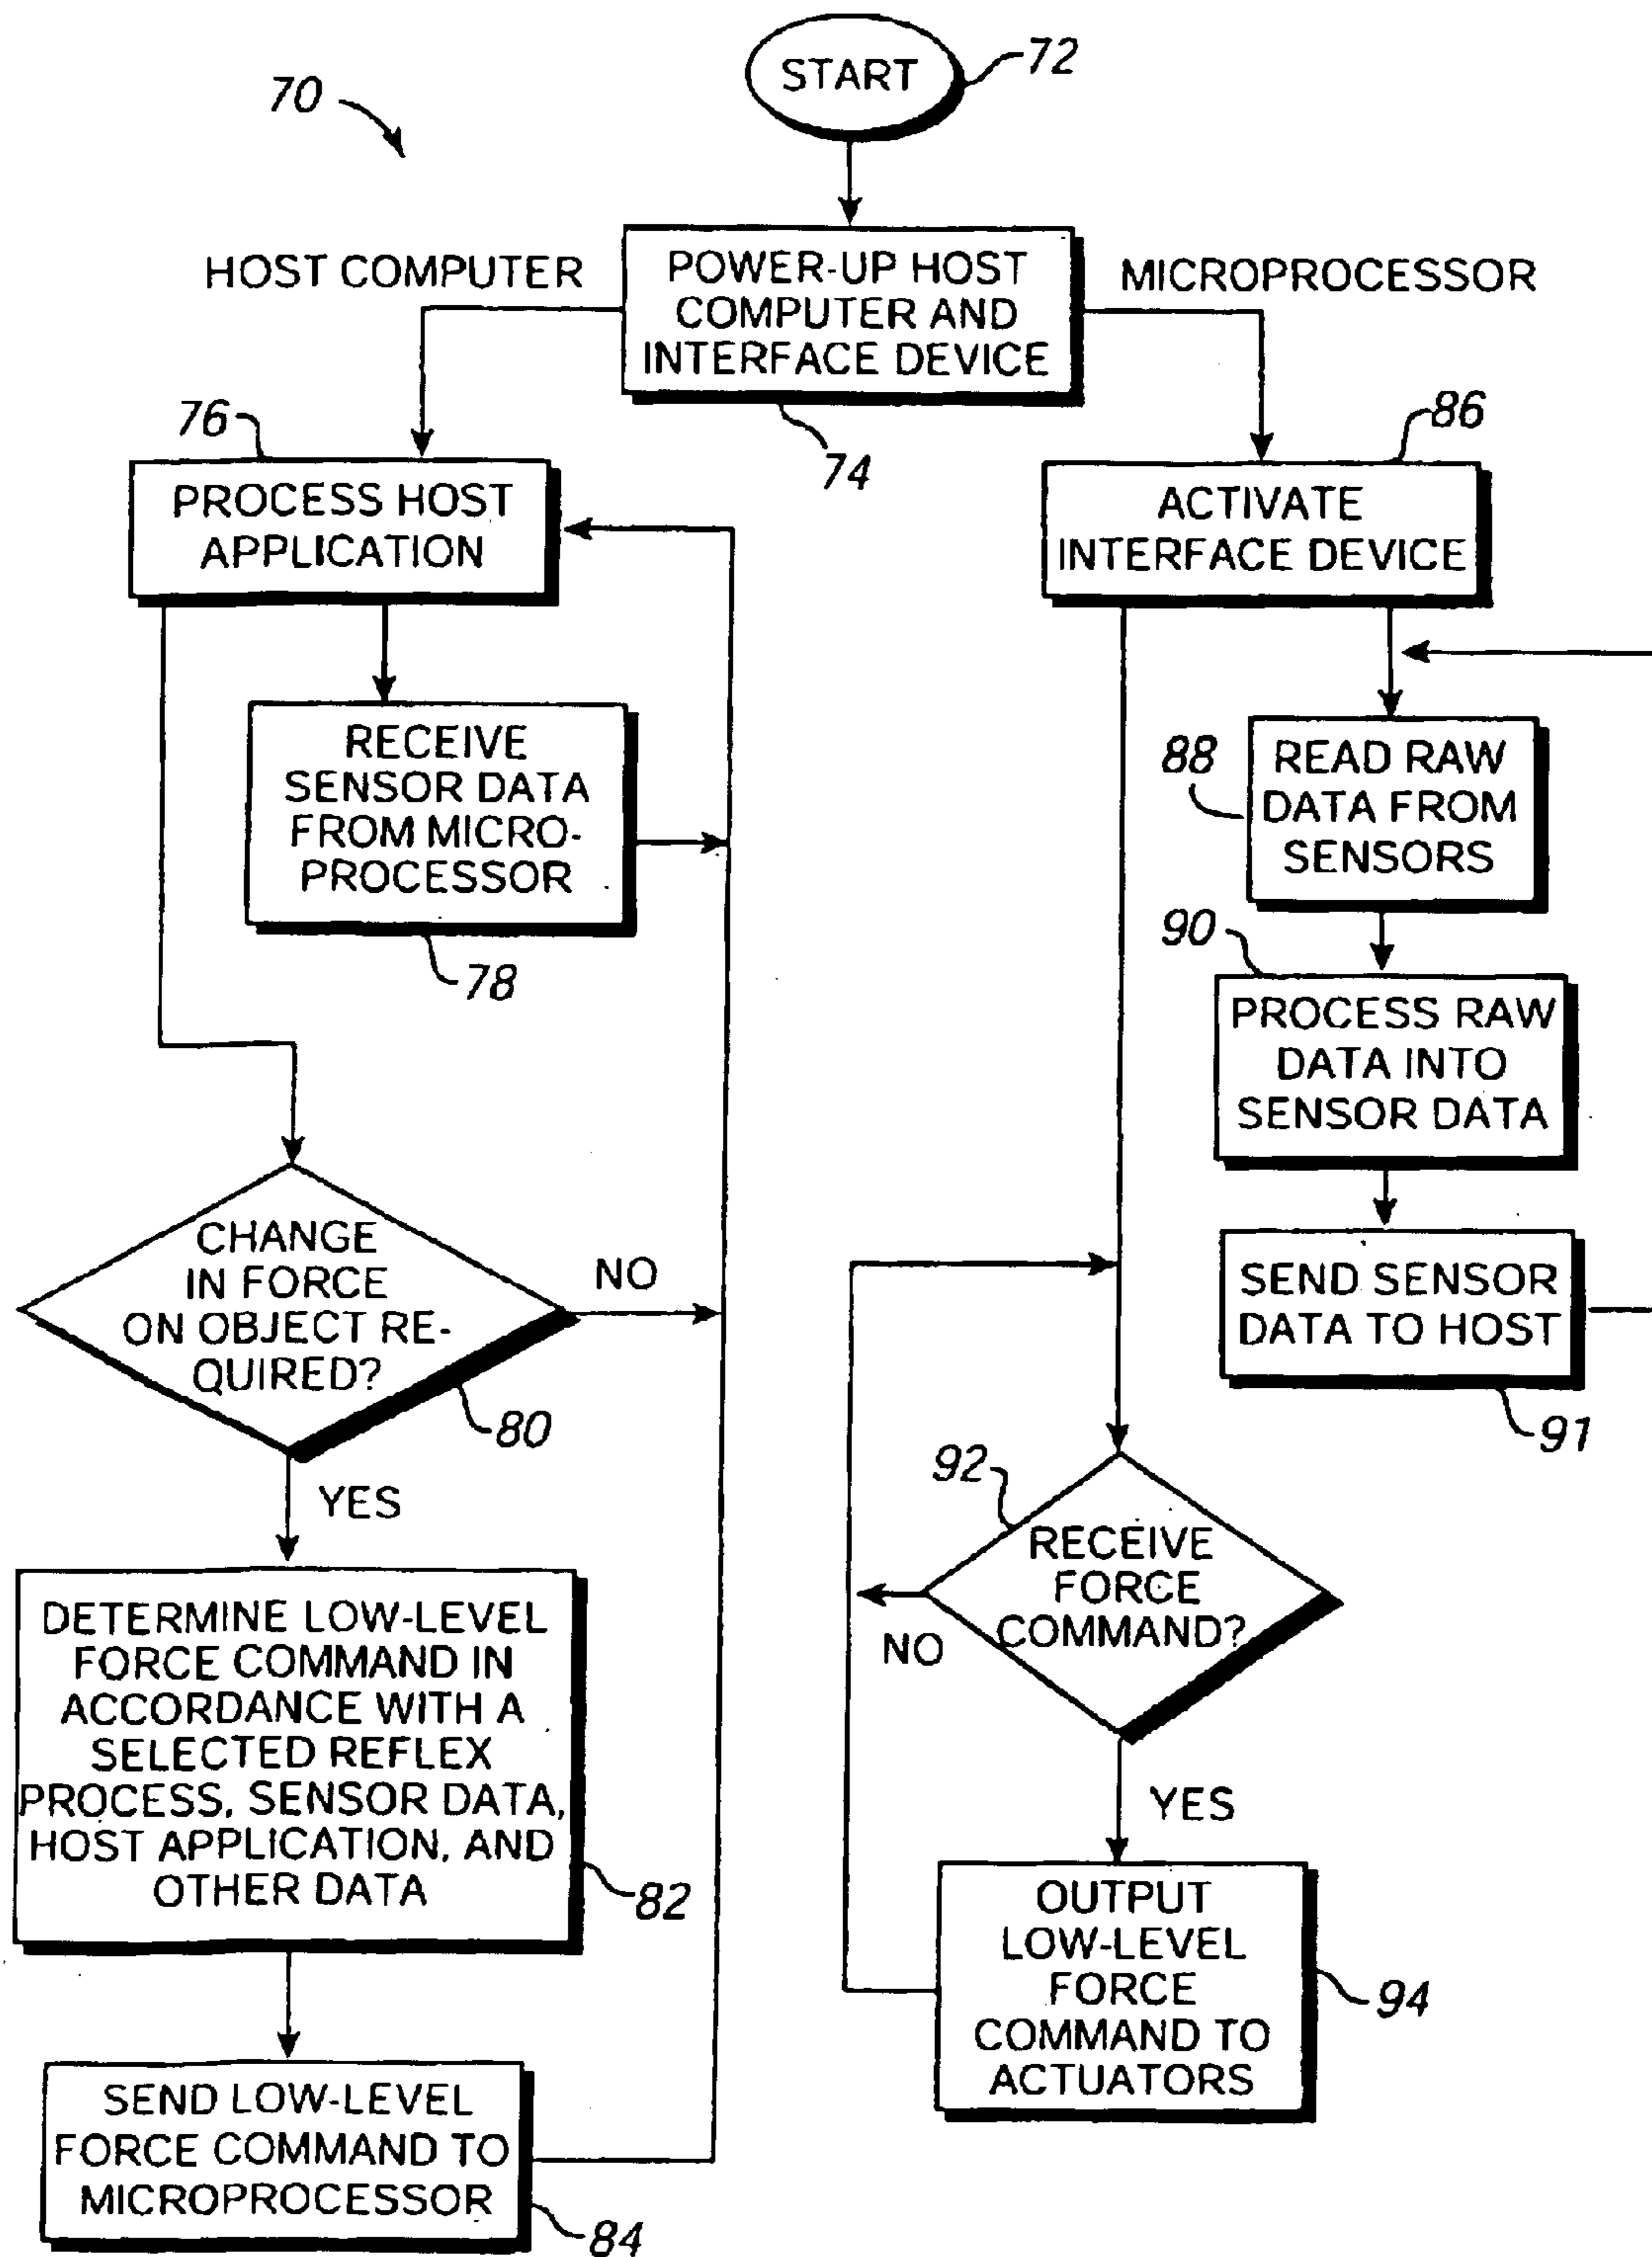 70
START
72
HOST COMPUTER
POWER-UP HOST
COMPUTER AND
INTERFACE DEVICE
74
MICROPROCESSOR
76
PROCESS HOST
APPLICATION
RECEIVE
SENSOR DATA
FROM MICRO-
PROCESSOR
78
CHANGE
IN FORCE
ON OBJECT RE-
QUIRED?
80
NO
YES
DETERMINE LOW-LEVEL
FORCE COMMAND IN
ACCORDANCE WITH A
SELECTED REFLEX
PROCESS, SENSOR DATA,
HOST APPLICATION, AND
OTHER DATA
82
SEND LOW-LEVEL
FORCE COMMAND TO
MICROPROCESSOR
84
86
ACTIVATE
INTERFACE DEVICE
88
READ RAW
DATA FROM
SENSORS
90
PROCESS RAW
DATA INTO
SENSOR DATA
SEND SENSOR
DATA TO HOST
91
92
RECEIVE
FORCE
COMMAND?
NO
YES
OUTPUT
LOW-LEVEL
FORCE
COMMAND TO
ACTUATORS
94